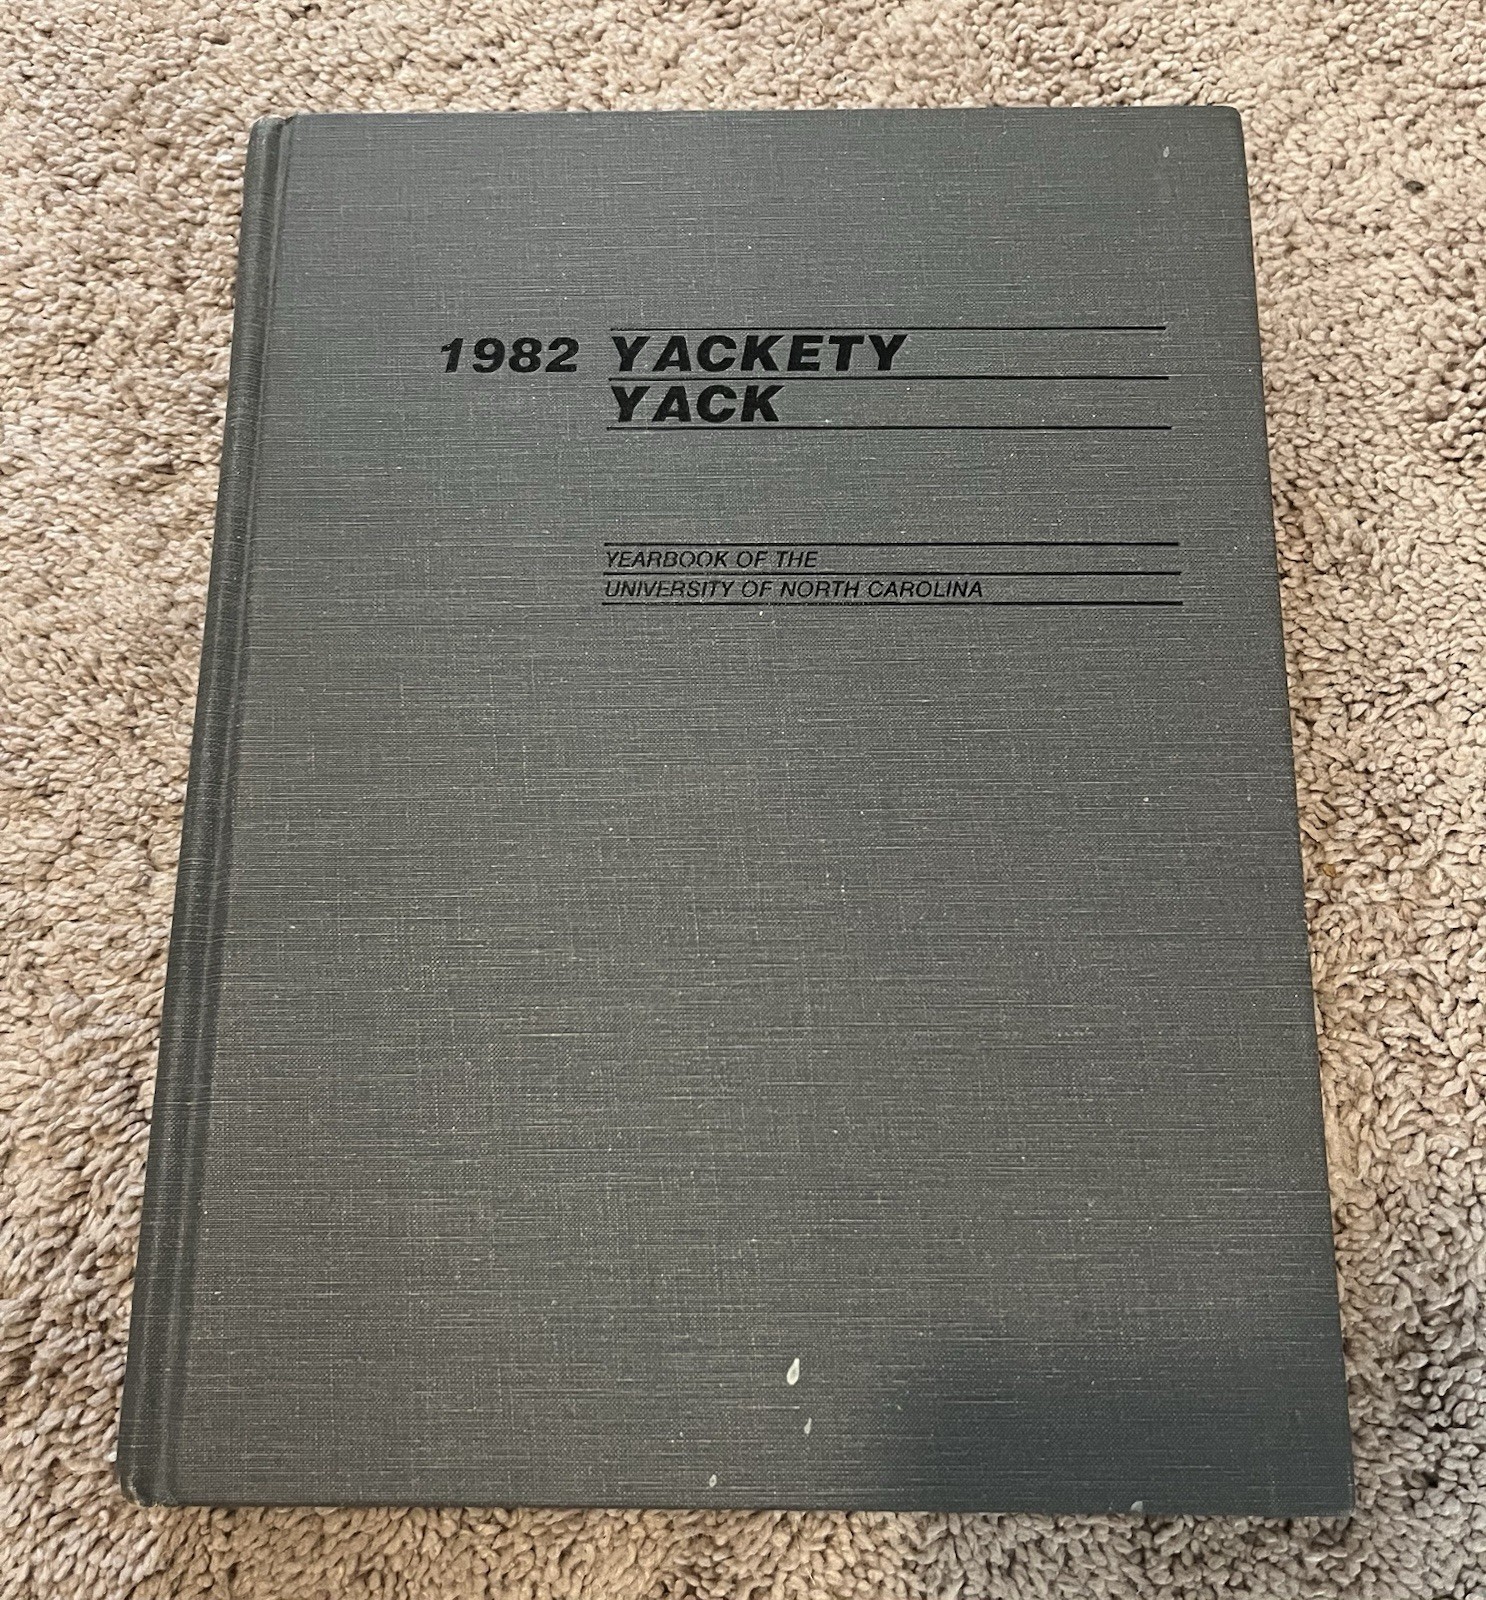 1982 YACKETY
YACK
YEARBOOK OF THE
UNIVERSITY OF NORTH CAROLINA